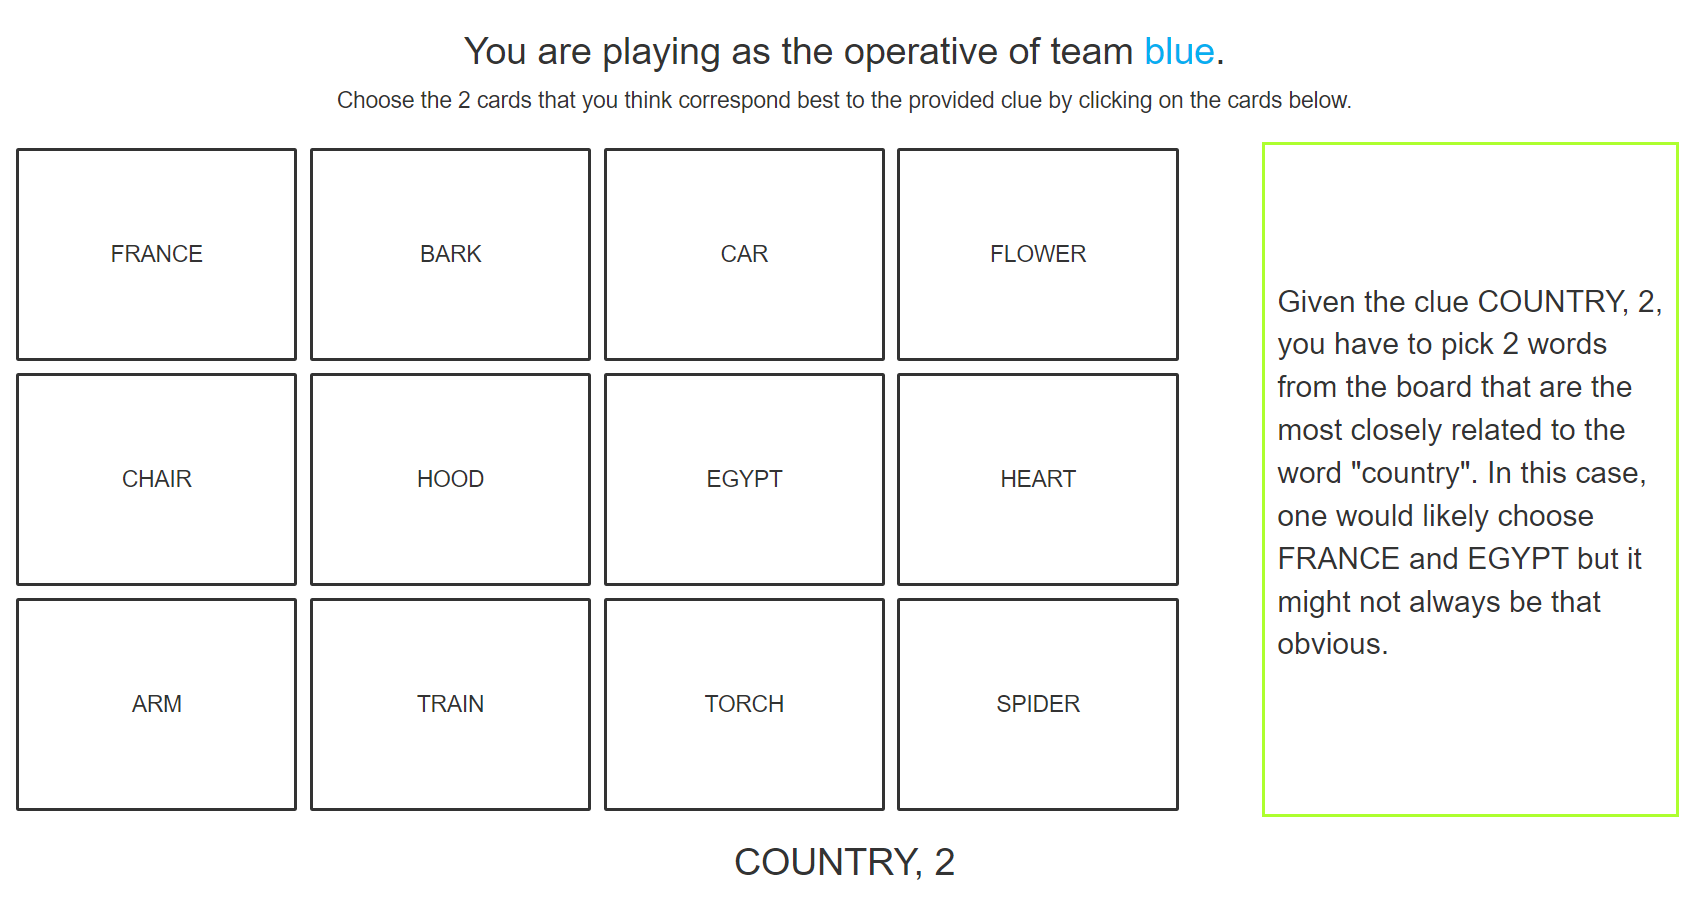 You are playing as the operative of team blue.
Choose the 2 cards that you think correspond best to the provided clue by clicking on the cards below.
FRANCE
BARK
CAR
FLOWER
CHAIR
HOOD
EGYPT
HEART
ARM
TRAIN
TORCH
SPIDER
Given the clue COUNTRY, 2,
you have to pick 2 words
from the board that are the
most closely related to the
word "country". In this case,
one would likely choose
FRANCE and EGYPT but it
might not always be that
obvious.
COUNTRY, 2